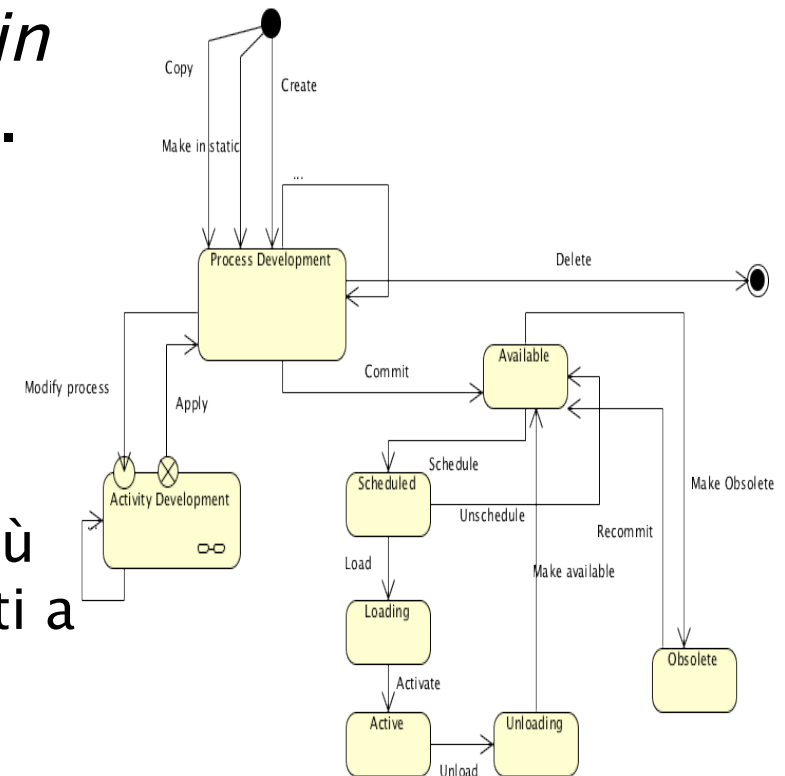 in
.
Copy
Create
Make in static
...
Process Development
Delete
Available
Commit
Modify process
Apply
Schedule
Scheduled
Activity Development
Make Obsolete
Unschedule
Recommit
ù
Load
Make available
ti a
Loading
Obsolete
Activate
Active
Unloading
Unload